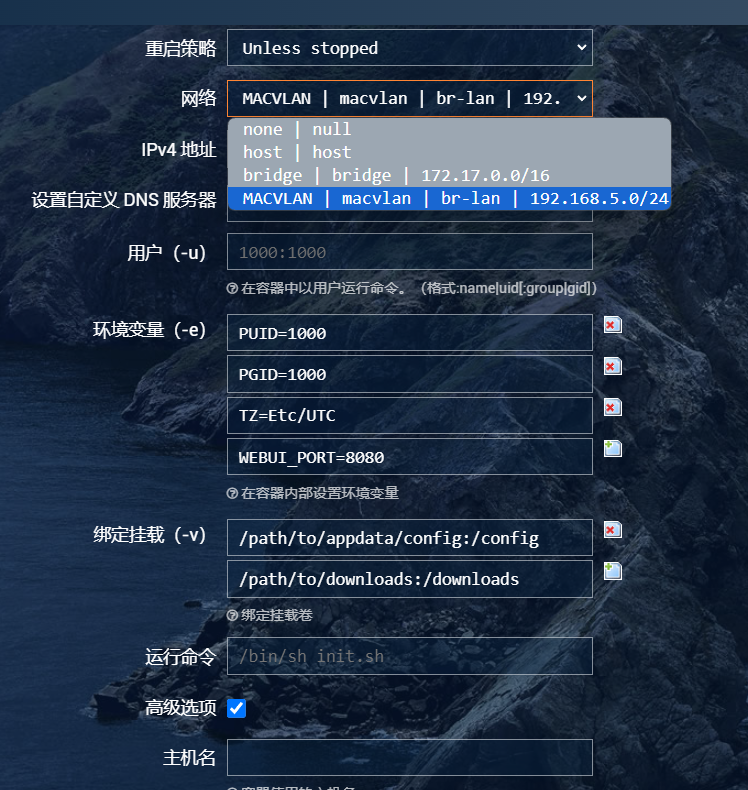 重启策略 Unless stopped
网络 MACVLAN | macvlan | br-lan | 192.
none | null
host | host
IPv4 地址
bridge | bridge | 172.17.0.0/16
设置自定义 DNS 服务器 MACVLAN | macvlan | br-lan | 192.168.5.0/24
用户（-u） 1000:1000
在容器中以用户运行命令。（格式:name|uid[:group|gid]）
环境变量（-e） PUID=1000
PGID=1000
TZ=Etc/UTC
WEBUI_PORT=8080
在容器内部设置环境变量
绑定挂载（-v） /path/to/appdata/config:/config
/path/to/downloads:/downloads
绑定挂载卷
运行命令 /bin/sh init.sh
高级选项
主机名